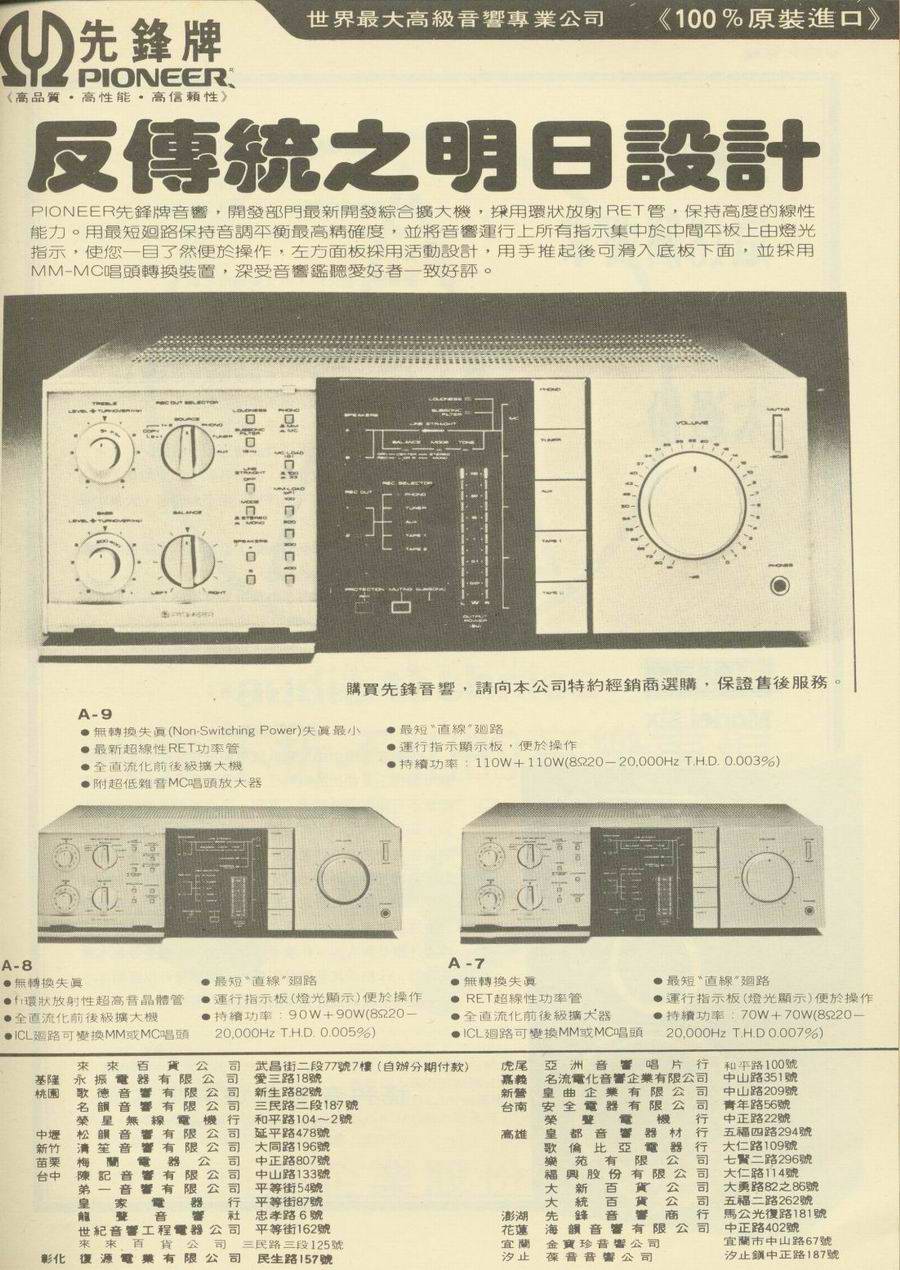 世界最大高級音響專業公司 《100%原裝進口》
先鋒牌
PIONEER
《高品質・高性能・高信賴性》
反傳統之明日設計
PIONEER先鋒牌音響，開發部門最新開發綜合擴大機，採用環狀放射RET管，保持高度的線性
能力。用最短廻路保持音調平衡最高精確度，並將音響運行上所有指示集中於中間平板上由燈光
指示，使您一目了然便於操作，左方面板採用活動設計，用手推起後可滑入底板下面，並採用
MM-MC唱頭轉換裝置，深受音響鑑聽愛好者一致好評。
TREBLE
LEVEL TURNOVER(Hz)
REC OUT SELECTOR
SOURCE
PHONO
TUNER
AUX
LOUDNESS
PHONO
MM
MC
SUBSONIC
FILTER
LINE
STRAIGHT
OFF
MC LOAD
MODE
STEREO
MONO
MM LOAD
SPEAKERS
BASS
LEVEL TURNOVER(Hz)
BALANCE
LEFT
RIGHT
LOUDNESS
SUBSONIC
FILTER
MC
LINE STRAIGHT
SPEAKERS
BALANCE MODE TONE
REC SELECTOR
REC OUT
PHONO
TUNER
AUX
TAPE 1
TAPE 2
PROTECTION MUTING SUBSONIC
OUTPUT
POWER
PHONO
TUNER
AUX
TAPE 1
TAPE 2
VOLUME
MUTING
PHONES
購買先鋒音響，請向本公司特約經銷商選購，保證售後服務。
A-9
●無轉換失眞(Non-Switching Power)失眞最小
●最新超線性RET功率管
●全直流化前後級擴大機
●附超低雜音MC唱頭放大器
●最短“直線”廻路
●運行指示顯示板，便於操作
●持續功率：110W+110W(8Ω20—20,000Hz T.H.D. 0.003%)
A-8
●無轉換失眞
●fт環狀放射性超高音晶體管
●全直流化前後級擴大機
●ICL廻路可變換MM或MC唱頭
●最短“直線”廻路
●運行指示板(燈光顯示)便於操作
●持續功率：90W+90W(8Ω20—
20,000Hz T.H.D. 0.005%)
A-7
●無轉換失眞
●RET超線性功率管
●全直流化前後級擴大器
●ICL廻路可變換MM或MC唱頭
●最短“直線”廻路
●運行指示板(燈光顯示)便於操作
●持續功率：70W+70W(8Ω20—
20,000Hz T.H.D 0.007%)
來來百貨公司 武昌街二段77號7樓(自辦分期付款)
基隆 永振電器有限公司 愛三路18號
桃園 歌德音響有限公司 新生路82號
名韻音響有限公司 三民路二段187號
榮星無線電機行 和平路104～2號
中壢 松韻音響有限公司 延平路478號
新竹 清笙音響有限公司 大同路196號
苗栗 梅蘭電器公司 中正路807號
台中 陳記音響有限公司 中山路133號
第一音響有限公司 平等街54號
皇家電器行 平等街87號
龍聲音響社 忠孝路6號
世紀音響工程電器公司 平等街162號
來來百貨公司 三民路三段125號
彰化 復源電業有限公司 民生路157號
虎尾 亞洲音響唱片行 和平路100號
嘉義 名流電化音響企業有限公司 中山路351號
新營 皇曲企業有限公司 中山路209號
台南 安全電器有限公司 青年路56號
榮聲電機行 中正路22號
高雄 皇都音響器材行 五福四路294號
歌倫比亞電器行 大仁路109號
樂苑有限公司 七賢二路296號
福興股份有限公司 大仁路114號
大新百貨公司 大勇路82之86號
大統百貨公司 五福二路262號
澎湖 先鋒音響商行 馬公光復路181號
花蓮 海韻音響有限公司 中正路402號
宜蘭 金寶珍音響公司 宜蘭市中山路67號
汐止 葆音音響公司 汐止鎮中正路187號